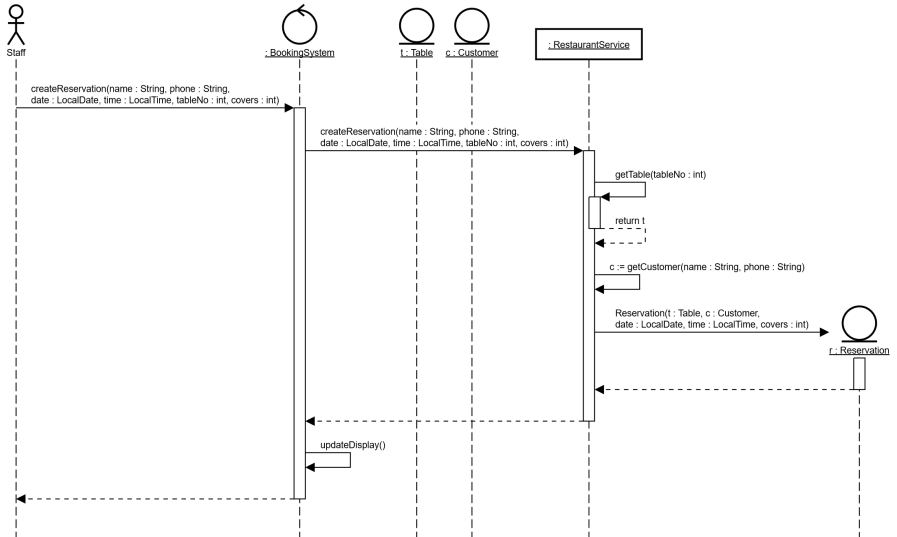 Staff
: BookingSystem
t : Table
c : Customer
: RestaurantService
createReservation(name : String, phone : String,
date : LocalDate, time : LocalTime, tableNo : int, covers : int)
createReservation(name : String, phone : String,
date : LocalDate, time : LocalTime, tableNo : int, covers : int)
getTable(tableNo : int)
return t
c := getCustomer(name : String, phone : String)
Reservation(t : Table, c : Customer,
date : LocalDate, time : LocalTime, covers : int)
r : Reservation
updateDisplay()